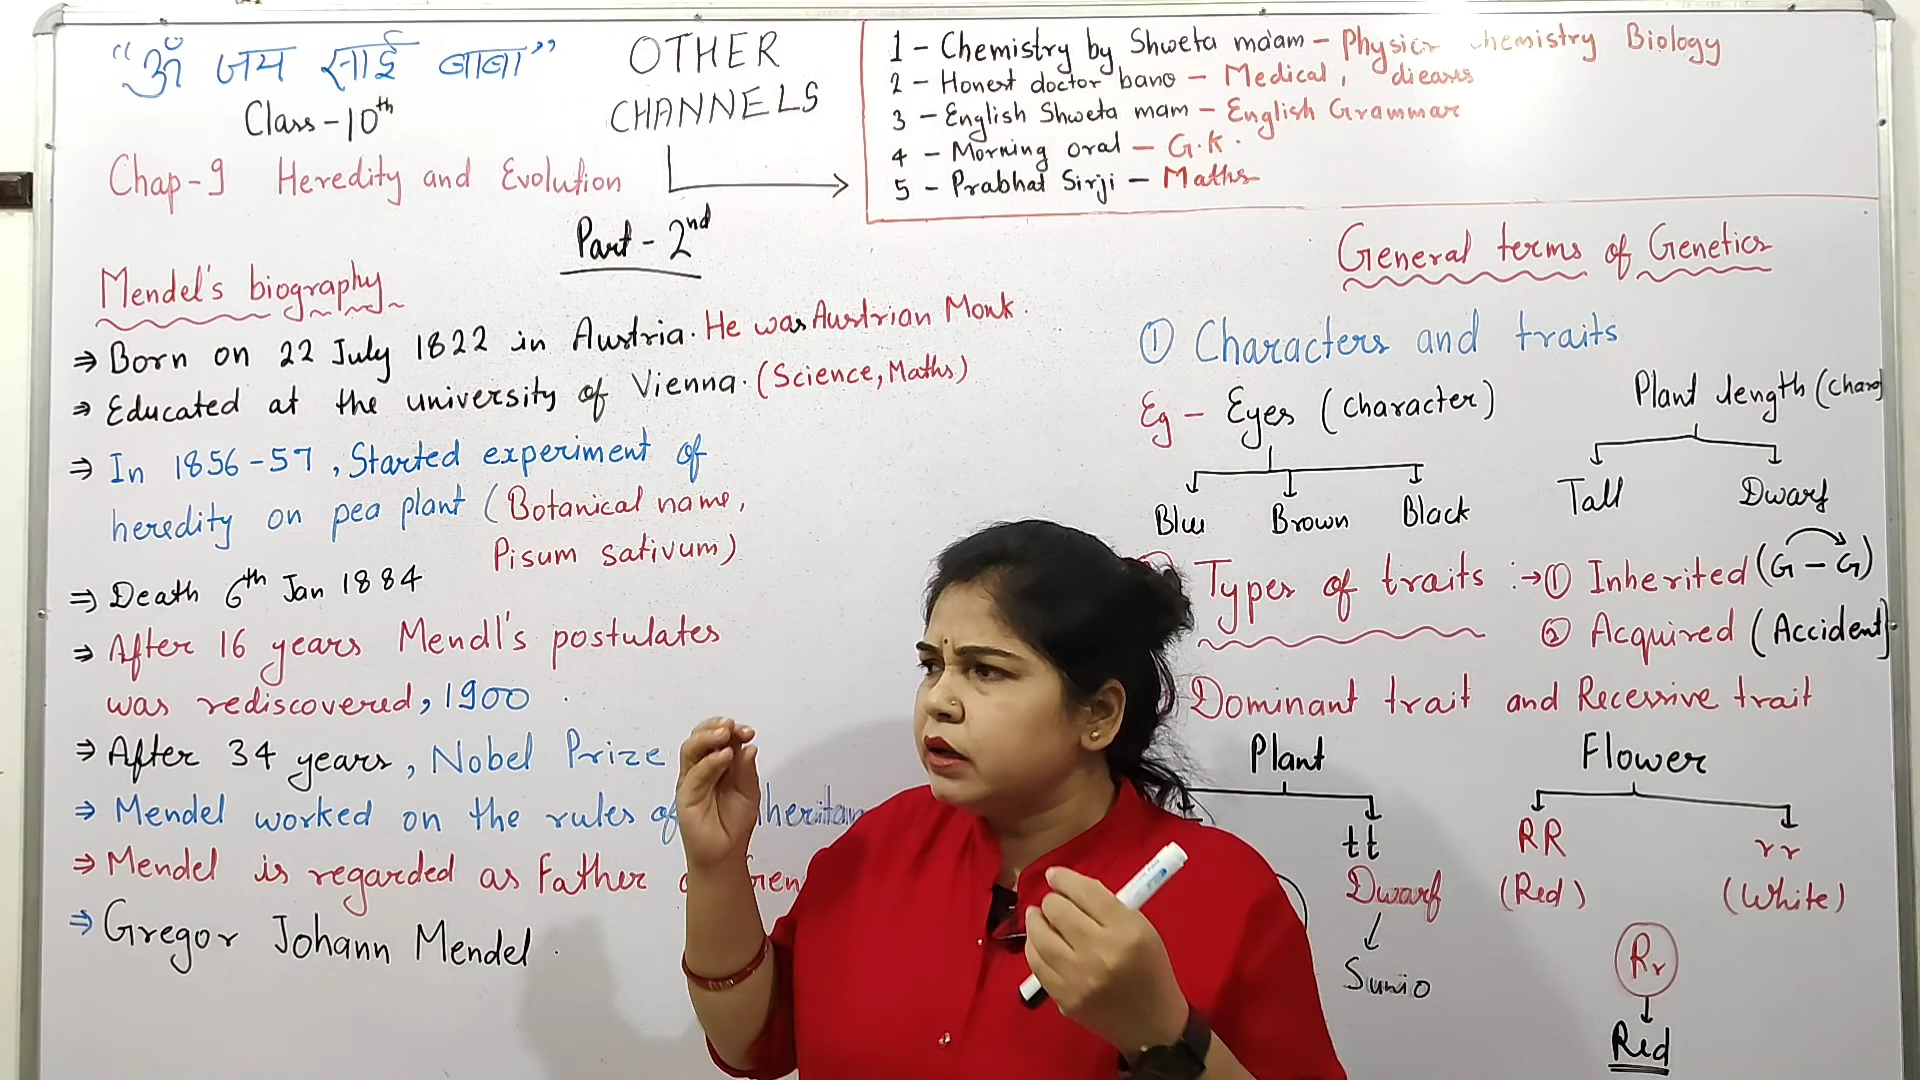 “ॐ जय साई बाबा”
Class-10th
Chap-9 Heredity and Evolution
OTHER
CHANNELS
1 - Chemistry by Shweta ma'am - Physics chemistry Biology
2 - Honest doctor bano - Medical, dieares
3 - English Shweta mam - English Grammar
4 - Morning oral - G.K.
5 - Prabhat Sirji - Maths
Part - 2nd
Mendel's biography
⇒ Born on 22 July 1822 in Austria. He was Austrian Monk.
⇒ Educated at the university of Vienna. (Science, Maths)
⇒ In 1856-57, Started experiment of
heredity on pea plant (Botanical name,
Pisum sativum)
⇒ Death 6th Jan 1884
⇒ After 16 years Mendl's postulates
was rediscovered, 1900
⇒ After 34 years, Nobel Prize
⇒ Mendel worked on the rules of
⇒ Mendel is regarded as Father
⇒ Gregor Johann Mendel.
General terms of Genetics
① Characters and traits
Eg - Eyes (character)
Blue Brown Black
Plant length (Chara)
Tall Dwarf
Types of traits :→ ① Inherited (G - G)
② Acquired (Accident)
Dominant trait and Recessive trait
Plant
tt
Dwarf
Flower
RR rr
(Red) (White)
Rr
Red